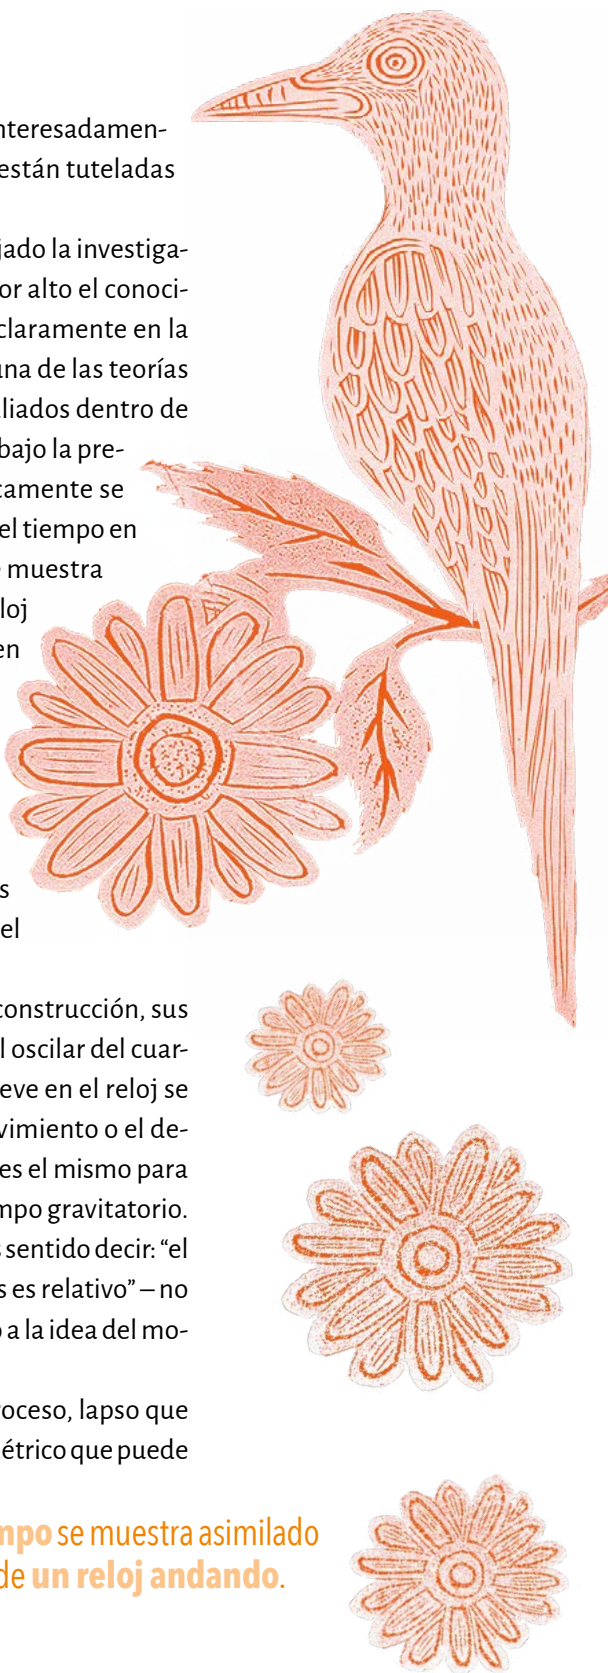 nteresadamen-
están tuteladas
jado la investiga-
or alto el conoci-
claramente en la
una de las teorías
liados dentro de
bajo la pre-
camente se
el tiempo en
muestra
loj
en
s
el
construcción, sus
l oscilar del cuar-
eve en el reloj se
vimiento o el de-
es el mismo para
mpo gravitatorio.
s sentido decir: “el
s es relativo” – no
o a la idea del mo-
roceso, lapso que
étrico que puede
mpo se muestra asimilado
de un reloj andando.